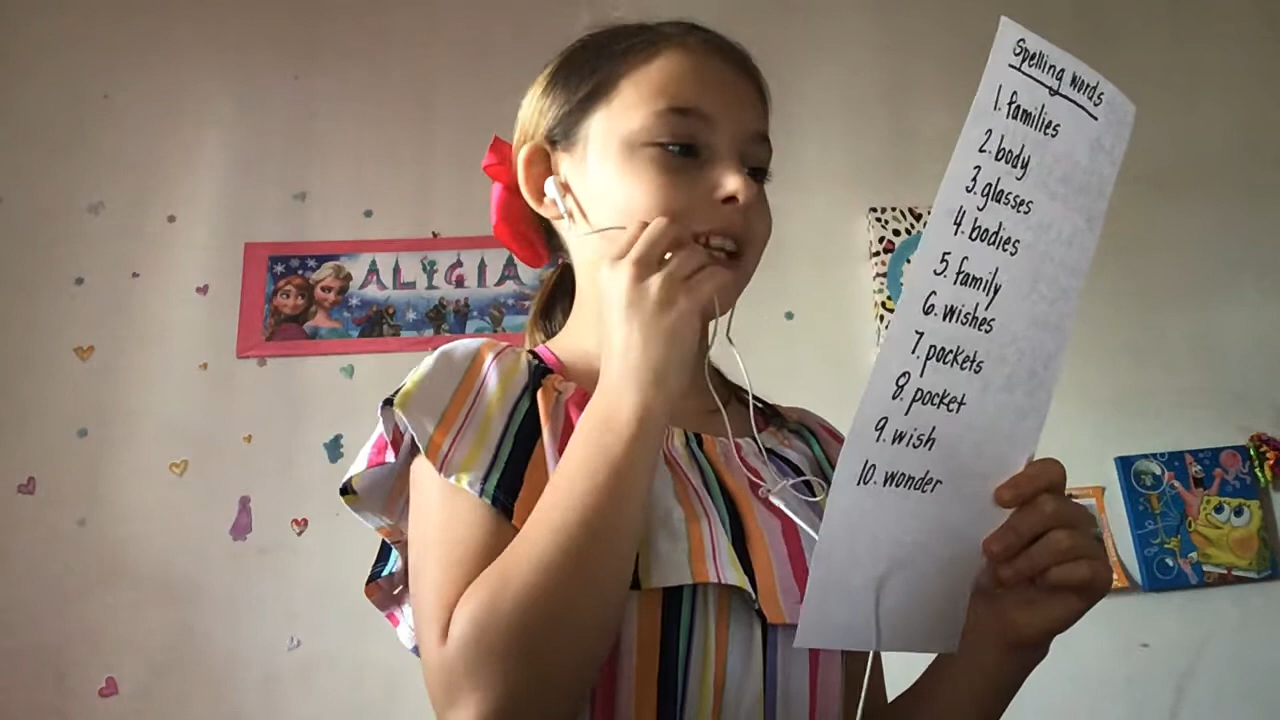 ALICIA
Spelling words
1. families
2. body
3. glasses
4. bodies
5. family
6. wishes
7. pockets
8. pocket
9. wish
10. wonder